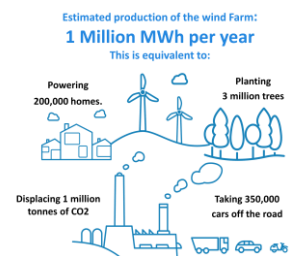 Estimated production of the wind Farm:
1 Million MWh per year
This is equivalent to:
Powering
200,000 homes.
Planting
3 million trees
Displacing 1 million
tonnes of CO2
Taking 350,000
cars off the road